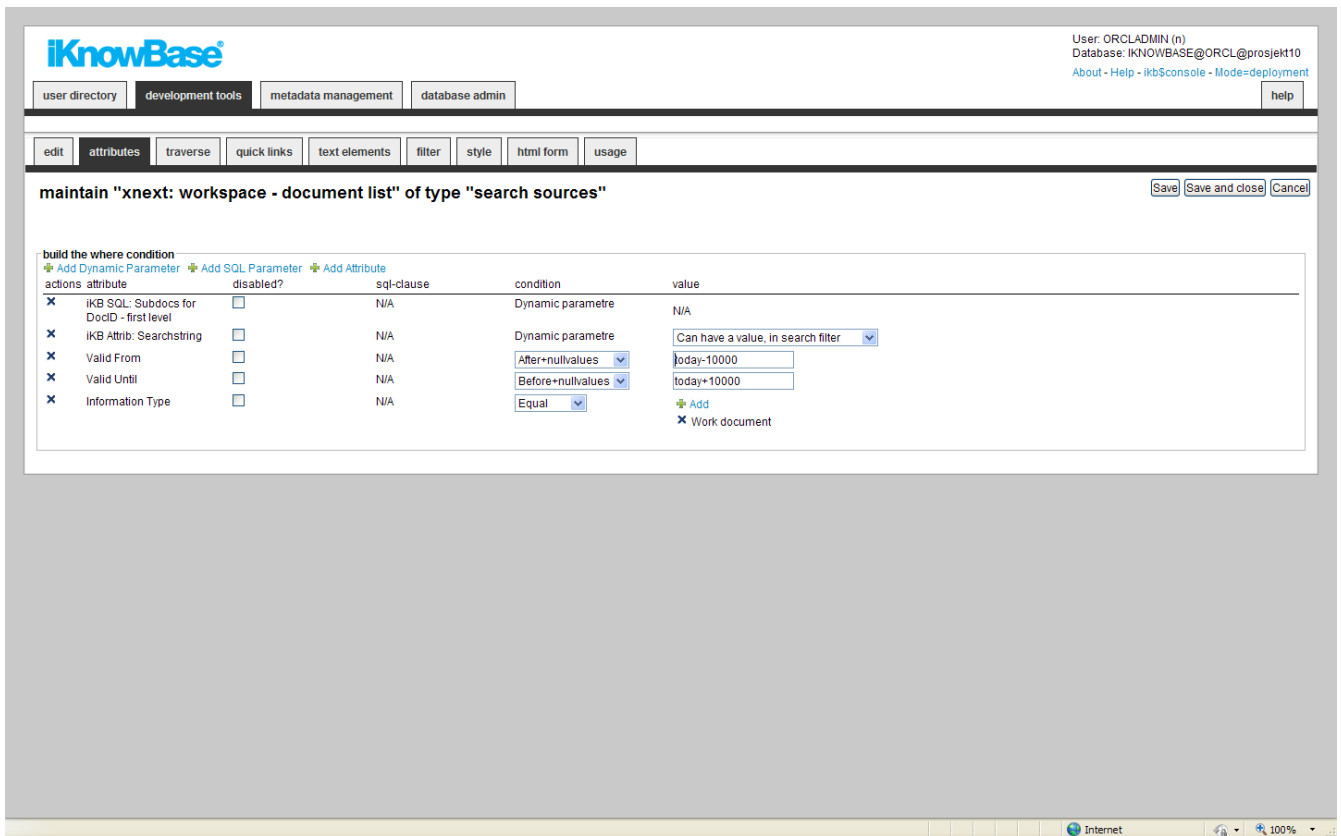 iKnowBase®
User: ORCLADMIN (n)
Database: IKNOWBASE@ORCL@prosjekt10
About - Help - ikb$console - Mode=deployment
user directory development tools metadata management database admin help
edit attributes traverse quick links text elements filter style html form usage
maintain "xnext: workspace - document list" of type "search sources"
Save Save and close Cancel
build the where condition
Add Dynamic Parameter Add SQL Parameter Add Attribute
actions attribute disabled? sql-clause condition value
iKB SQL: Subdocs for DocID - first level N/A Dynamic parametre N/A
iKB Attrib: Searchstring N/A Dynamic parametre Can have a value, in search filter
Valid From N/A After+nullvalues today-10000
Valid Until N/A Before+nullvalues today+10000
Information Type N/A Equal Add
Work document
Internet 100%